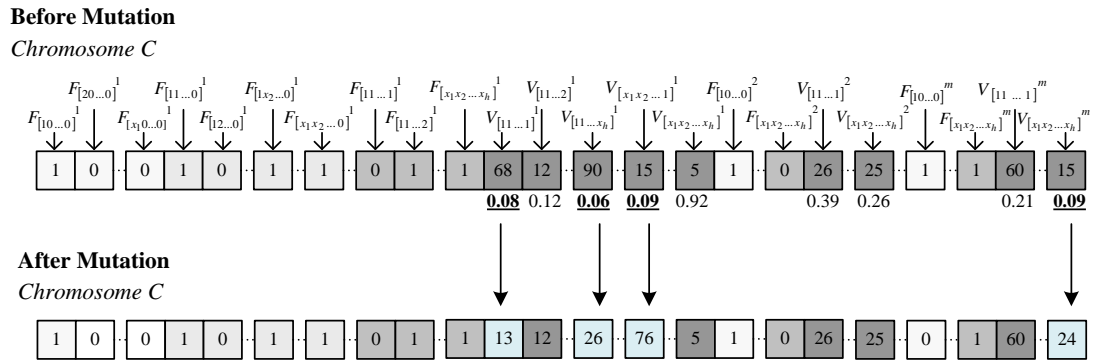 Before Mutation
Chromosome C
F[20...0]1 F[11...0]1 F[1x2...0]1 F[11...1]1 F[x1x2...xh]1 V[11...2]1 V[x1x2...1]1 F[10...0]2 V[11...1]2 F[10...0]m V[11 ... 1]m
F[10...0]1 F[x10...0]1 F[12...0]1 F[x1x2...0]1 F[11...2]1 V[11...1]1 V[11...xh]1 V[x1x2...xh]1 F[x1x2...xh]2 V[x1x2...xh]2 F[x1x2...xh]m V[x1x2...xh]m
1 0 ... 0 1 0 ... 1 ... 1 ... 0 1 ... 1 68 12 ... 90 ... 15 ... 5 1 ... 0 26 ... 25 ... 1 ... 1 60 ... 15
0.08 0.12 0.06 0.09 0.92 0.39 0.26 0.21 0.09
After Mutation
Chromosome C
1 0 ... 0 1 0 ... 1 ... 1 ... 0 1 ... 1 13 12 ... 26 ... 76 ... 5 1 ... 0 26 ... 25 ... 0 ... 1 60 ... 24